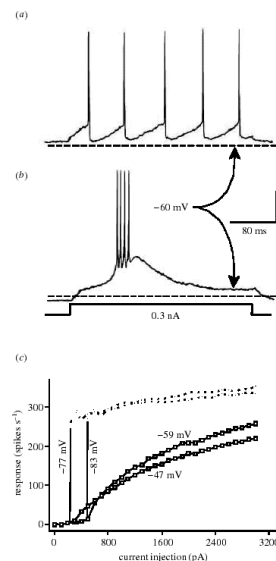 (a)
(b)
−60 mV
80 ms
0.3 nA
(c)
response (spikes s⁻¹)
300
200
100
0
−77 mV
−83 mV
−59 mV
−47 mV
0
800
1600
2400
3200
current injection (pA)